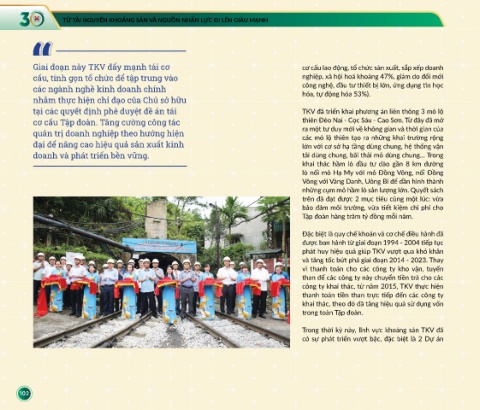 30 TỪ TÀI NGUYÊN KHOÁNG SẢN VÀ NGUỒN NHÂN LỰC ĐI LÊN GIÀU MẠNH
Giai đoạn này TKV đẩy mạnh tái cơ
cấu, tinh gọn tổ chức để tập trung vào
các ngành nghề kinh doanh chính
nhằm thực hiện chỉ đạo của Chủ sở hữu
tại các quyết định phê duyệt đề án tái
cơ cấu Tập đoàn. Tăng cường công tác
quản trị doanh nghiệp theo hướng hiện
đại để nâng cao hiệu quả sản xuất kinh
doanh và phát triển bền vững.
cơ cấu lao động, tổ chức sản xuất, sắp xếp doanh
nghiệp, xã hội hoá khoảng 47%, giảm do đổi mới
công nghệ, đầu tư thiết bị lớn, ứng dụng tin học
hóa, tự động hóa 53%).
TKV đã triển khai phương án liên thông 3 mỏ lộ
thiên Đèo Nai - Cọc Sáu - Cao Sơn. Từ đây đã mở
ra một tư duy mới về không gian và thời gian của
các mỏ lộ thiên tạo ra những khai trường rộng
lớn với cơ sở hạ tầng dùng chung, hệ thống vận
tải dùng chung, bãi thải mỏ dùng chung... Trong
khai thác hầm lò đầu tư đào gần 8 km đường
lò nối mỏ Hạ My với mỏ Đồng Vông, nối Đồng
Vông với Vàng Danh, Uông Bí để dần hình thành
những cụm mỏ hầm lò sản lượng lớn. Quyết sách
trên đã đạt được 2 mục tiêu cùng một lúc: vừa
bảo đảm môi trường, vừa tiết kiệm chi phí cho
Tập đoàn hàng trăm tỷ đồng mỗi năm.
Đặc biệt là quy chế khoán và cơ chế điều hành đã
được ban hành từ giai đoạn 1994 - 2004 tiếp tục
phát huy hiệu quả giúp TKV vượt qua khó khăn
và tăng tốc bứt phá giai đoạn 2014 - 2023. Thay
vì thanh toán cho các công ty kho vận, tuyển
than để các công ty này chuyển tiền trả cho các
công ty khai thác, từ năm 2015, TKV thực hiện
thanh toán tiền than trực tiếp đến các công ty
khai thác, theo đó đã tăng hiệu quả sử dụng vốn
trong toàn Tập đoàn.
Trong thời kỳ này, lĩnh vực khoáng sản TKV đã
có sự phát triển vượt bậc, đặc biệt là 2 Dự án
102